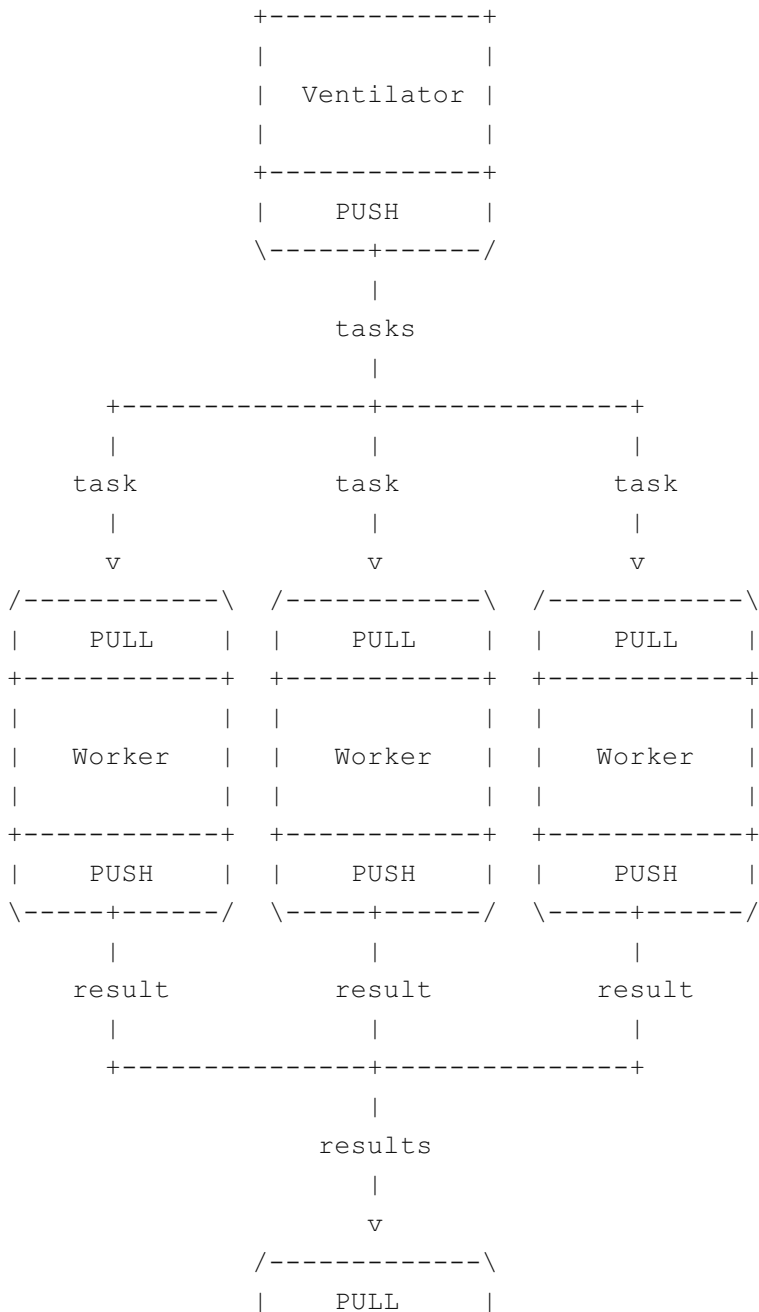 Ventilator
PUSH
tasks
task task task
v v v
PULL PULL PULL
Worker Worker Worker
PUSH PUSH PUSH
result result result
results
v
PULL